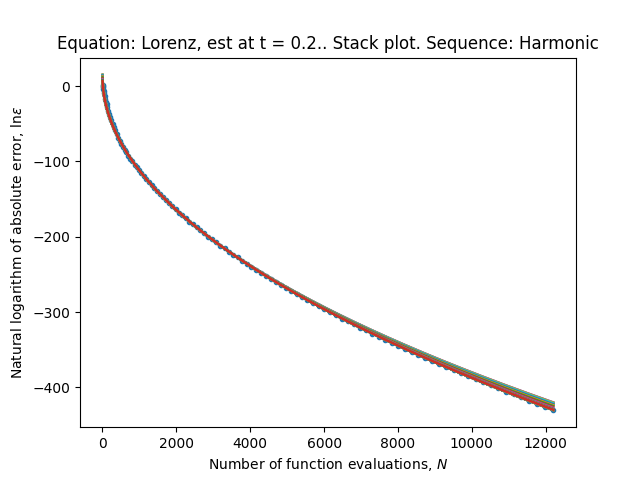 Equation: Lorenz, est at t = 0.2.. Stack plot. Sequence: Harmonic
Natural logarithm of absolute error, lnε
0
−100
−200
−300
−400
0 2000 4000 6000 8000 10000 12000
Number of function evaluations, N